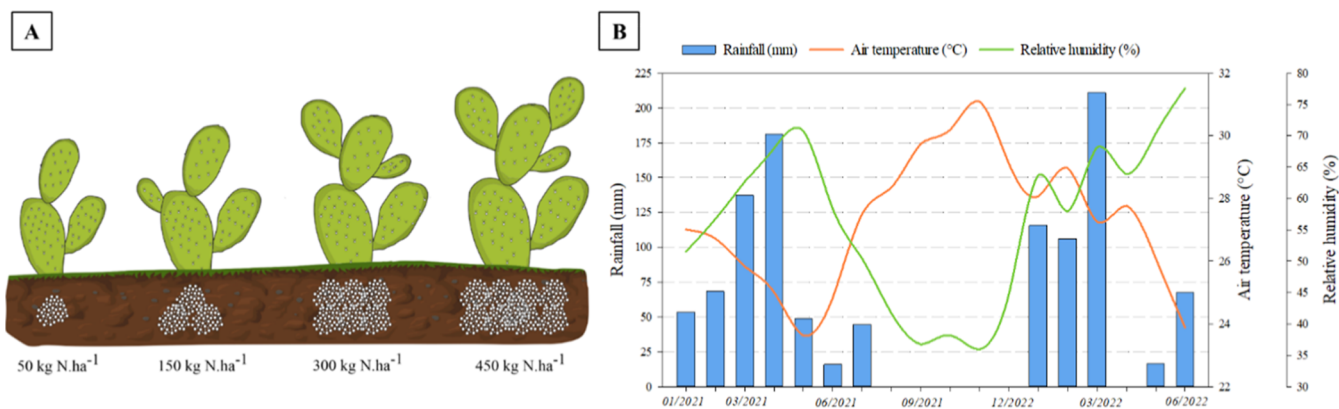 A
B
50 kg N.ha⁻¹
150 kg N.ha⁻¹
300 kg N.ha⁻¹
450 kg N.ha⁻¹
Rainfall (mm)
Air temperature (°C)
Relative humidity (%)
Rainfall (mm)
225
200
175
150
125
100
75
50
25
0
01/2021
03/2021
06/2021
09/2021
12/2022
03/2022
06/2022
32
30
28
26
24
22
Air temperature (°C)
80
75
70
65
60
55
50
45
40
35
30
Relative humidity (%)